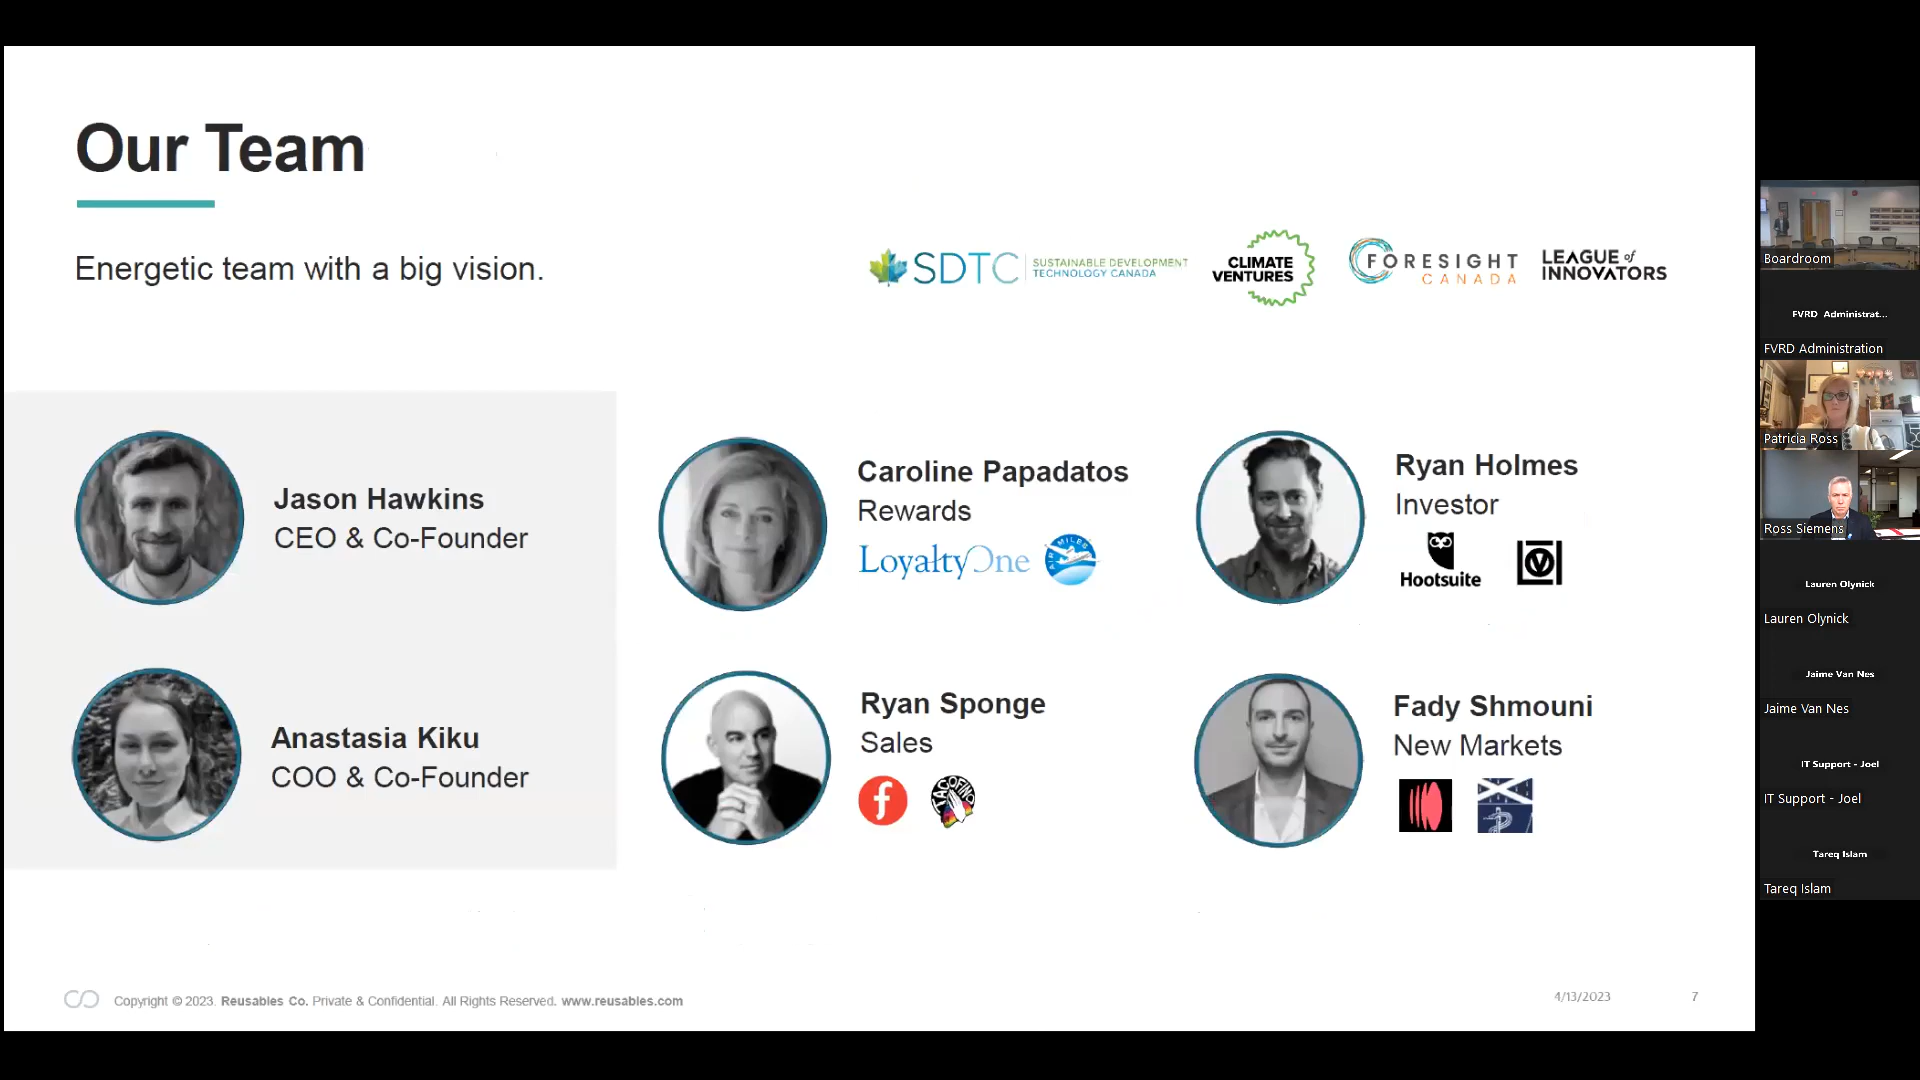 Our Team
Energetic team with a big vision.
SDTC
SUSTAINABLE DEVELOPMENT
TECHNOLOGY CANADA
CLIMATE
VENTURES
FORESIGHT
CANADA
LEAGUE of
INNOVATORS
Jason Hawkins
CEO & Co-Founder
Anastasia Kiku
COO & Co-Founder
Caroline Papadatos
Rewards
LoyaltyOne
AIR MILES
Ryan Holmes
Investor
Hootsuite
Ryan Sponge
Sales
f
TACOFINO
Fady Shmouni
New Markets
Copyright © 2023. Reusables Co. Private & Confidential. All Rights Reserved. www.reusables.com
4/13/2023
7
Boardroom
FVRD Administrat...
FVRD Administration
Patricia Ross
Ross Siemens
Lauren Olynick
Lauren Olynick
Jaime Van Nes
Jaime Van Nes
IT Support - Joel
IT Support - Joel
Tareq Islam
Tareq Islam